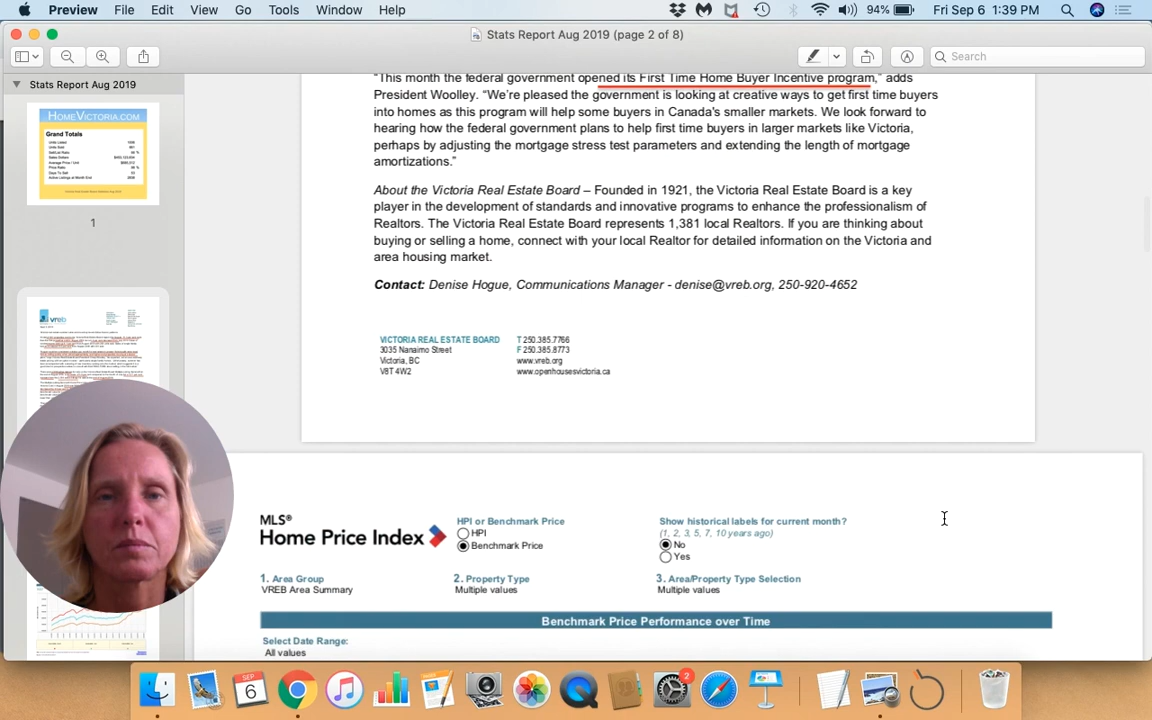 Preview File Edit View Go Tools Window Help 94% Fri Sep 6 1:39 PM
Stats Report Aug 2019 (page 2 of 8)
Search
Stats Report Aug 2019
HOMEVICTORIA.COM
Grand Totals
1
vreb
"This month the federal government opened its First Time Home Buyer Incentive program," adds
President Woolley. "We're pleased the government is looking at creative ways to get first time buyers
into homes as this program will help some buyers in Canada's smaller markets. We look forward to
hearing how the federal government plans to help first time buyers in larger markets like Victoria,
perhaps by adjusting the mortgage stress test parameters and extending the length of mortgage
amortizations."
About the Victoria Real Estate Board – Founded in 1921, the Victoria Real Estate Board is a key
player in the development of standards and innovative programs to enhance the professionalism of
Realtors. The Victoria Real Estate Board represents 1,381 local Realtors. If you are thinking about
buying or selling a home, connect with your local Realtor for detailed information on the Victoria and
area housing market.
Contact: Denise Hogue, Communications Manager - denise@vreb.org, 250-920-4652
VICTORIA REAL ESTATE BOARD T 250.385.7766
3035 Nanaimo Street F 250.385.8773
Victoria, BC www.vreb.org
V8T 4W2 www.openhousesvictoria.ca
MLS®
Home Price Index
HPI or Benchmark Price
HPI
Benchmark Price
Show historical labels for current month?
(1, 2, 3, 5, 7, 10 years ago)
No
Yes
1. Area Group
VREB Area Summary
2. Property Type
Multiple values
3. Area/Property Type Selection
Multiple values
Benchmark Price Performance over Time
Select Date Range:
All values
SEP
6
2